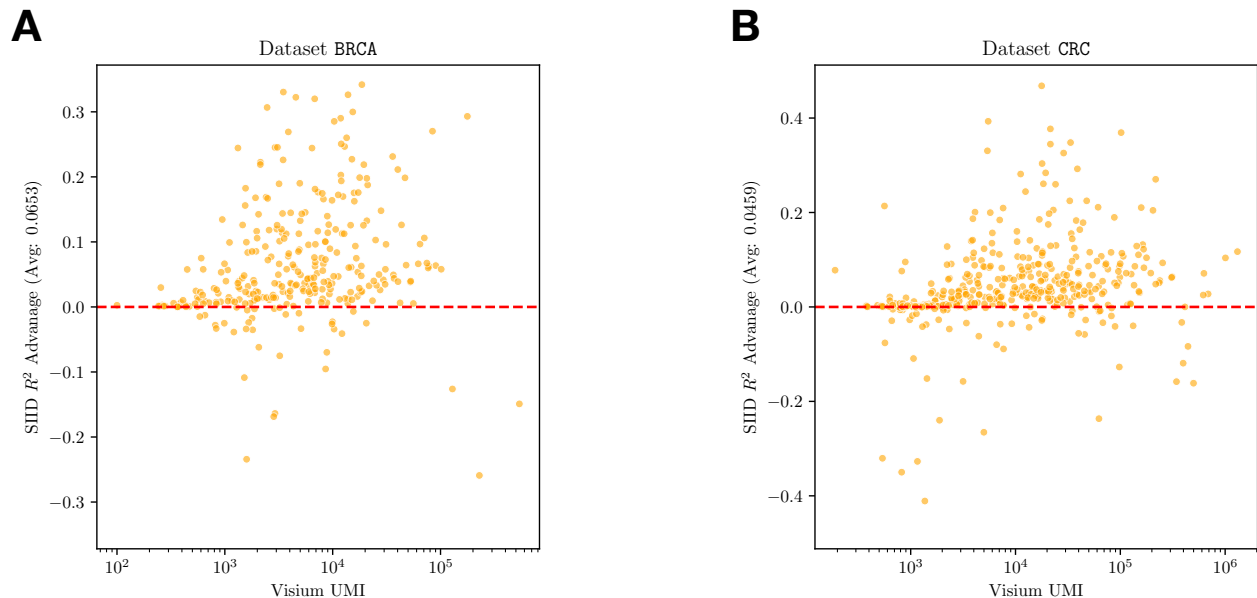 A
Dataset BRCA
SIID R² Advanage (Avg: 0.0653)
0.3
0.2
0.1
0.0
−0.1
−0.2
−0.3
10² 10³ 10⁴ 10⁵
Visium UMI
B
Dataset CRC
SIID R² Advanage (Avg: 0.0459)
0.4
0.2
0.0
−0.2
−0.4
10³ 10⁴ 10⁵ 10⁶
Visium UMI